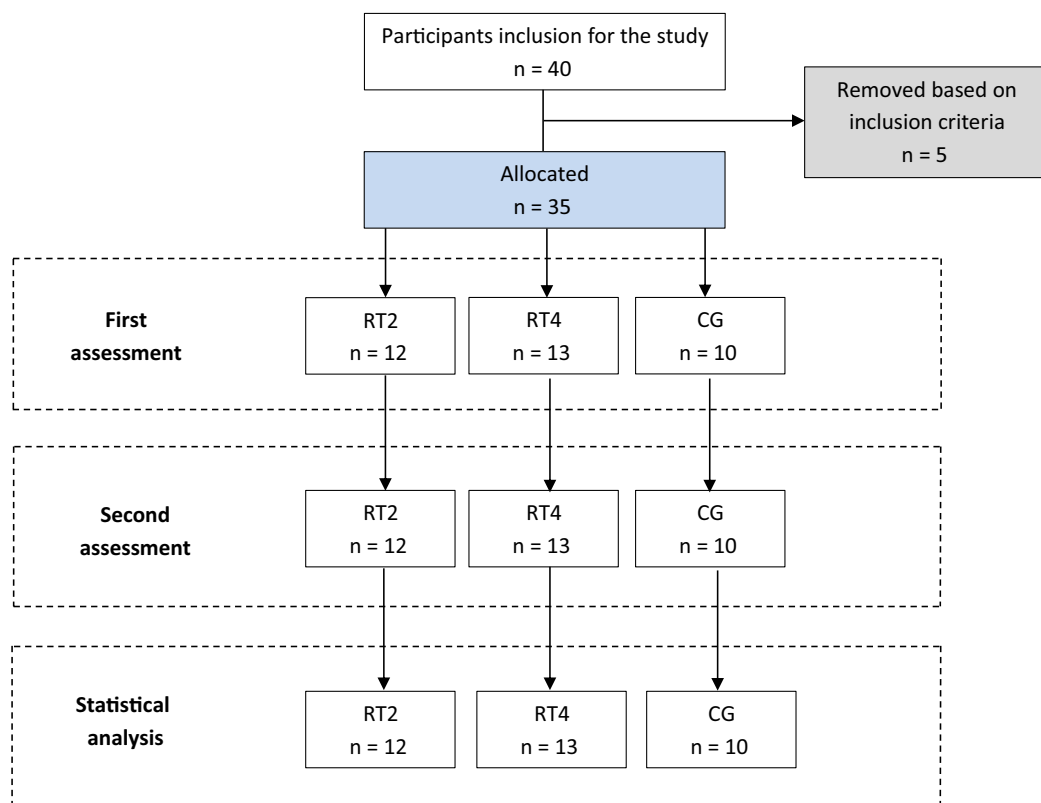 Participants inclusion for the study
n = 40
Removed based on
inclusion criteria
n = 5
Allocated
n = 35
First
assessment
RT2
n = 12
RT4
n = 13
CG
n = 10
Second
assessment
RT2
n = 12
RT4
n = 13
CG
n = 10
Statistical
analysis
RT2
n = 12
RT4
n = 13
CG
n = 10